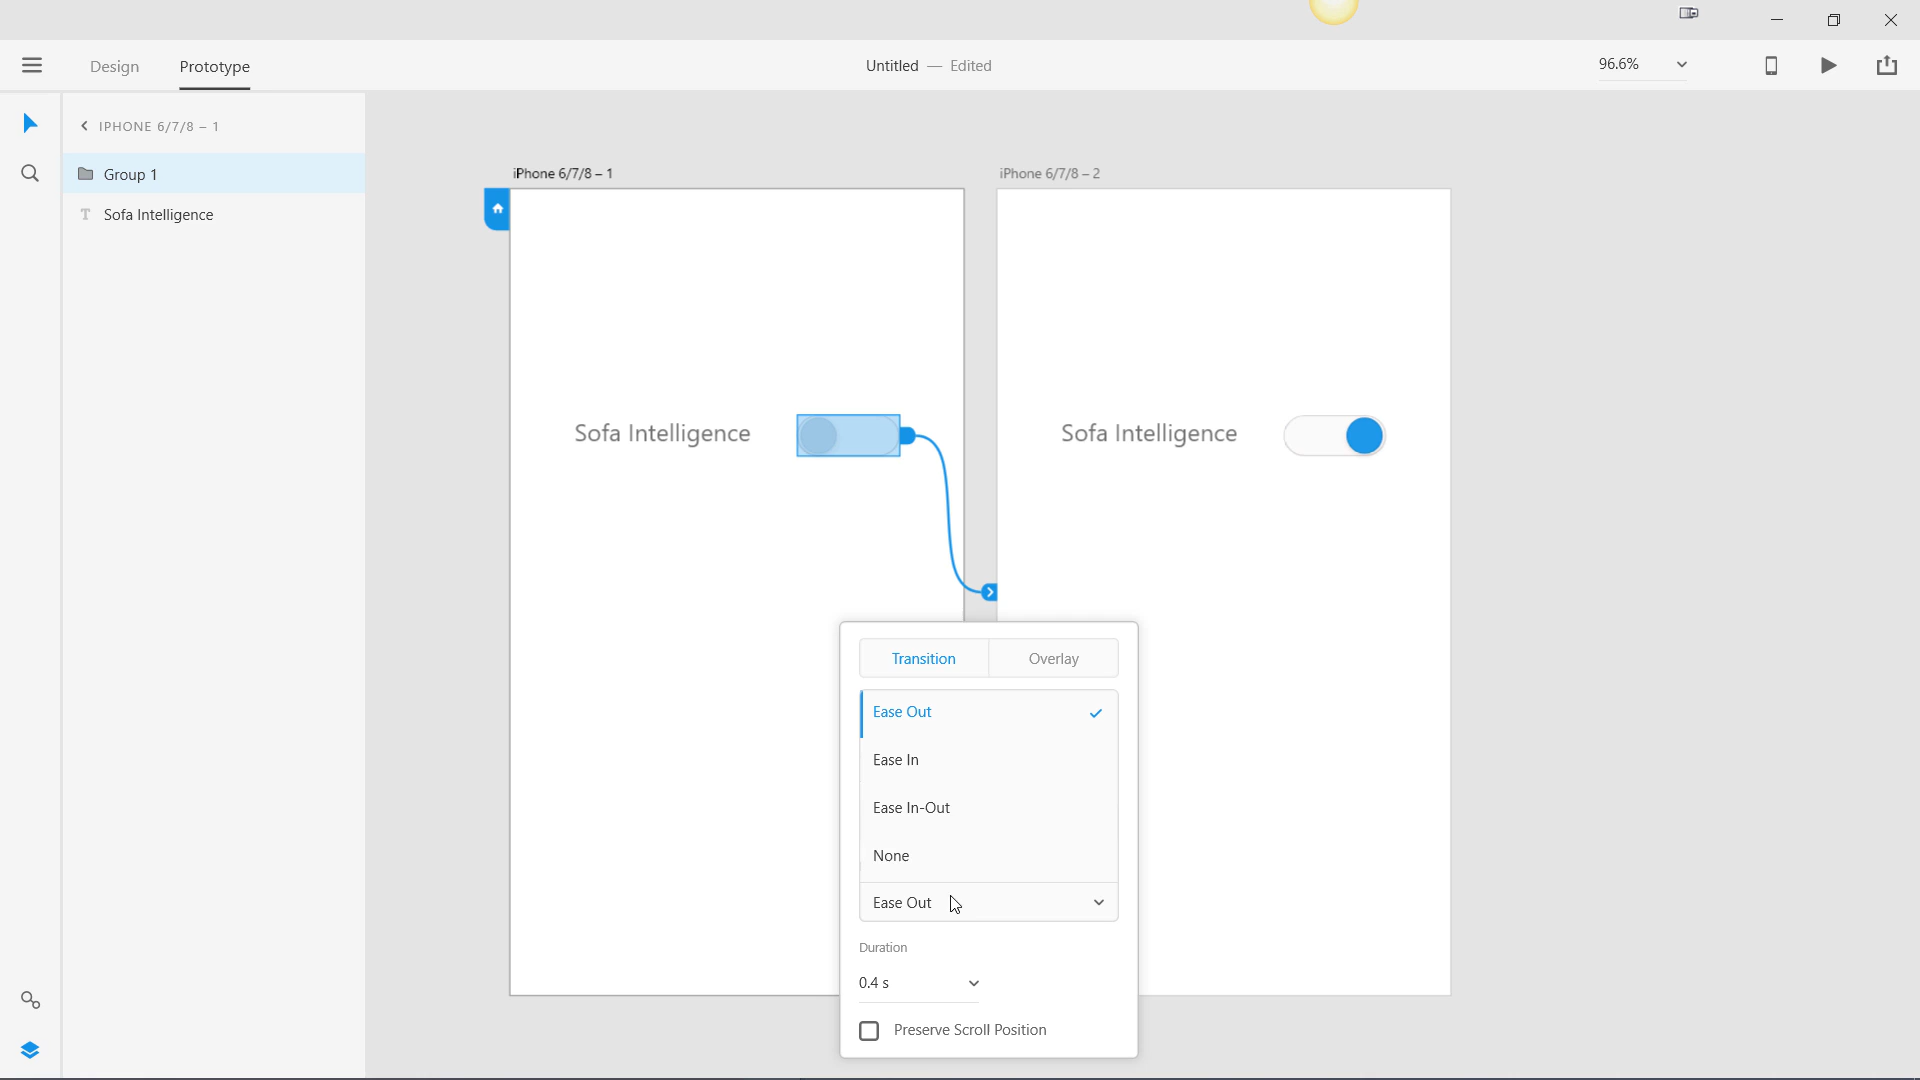 Design
Prototype
Untitled — Edited
96.6%
IPHONE 6/7/8 – 1
Group 1
T Sofa Intelligence
iPhone 6/7/8 – 1
iPhone 6/7/8 – 2
Sofa Intelligence
Sofa Intelligence
Transition
Overlay
Ease Out
Ease In
Ease In-Out
None
Ease Out
Duration
0.4 s
Preserve Scroll Position